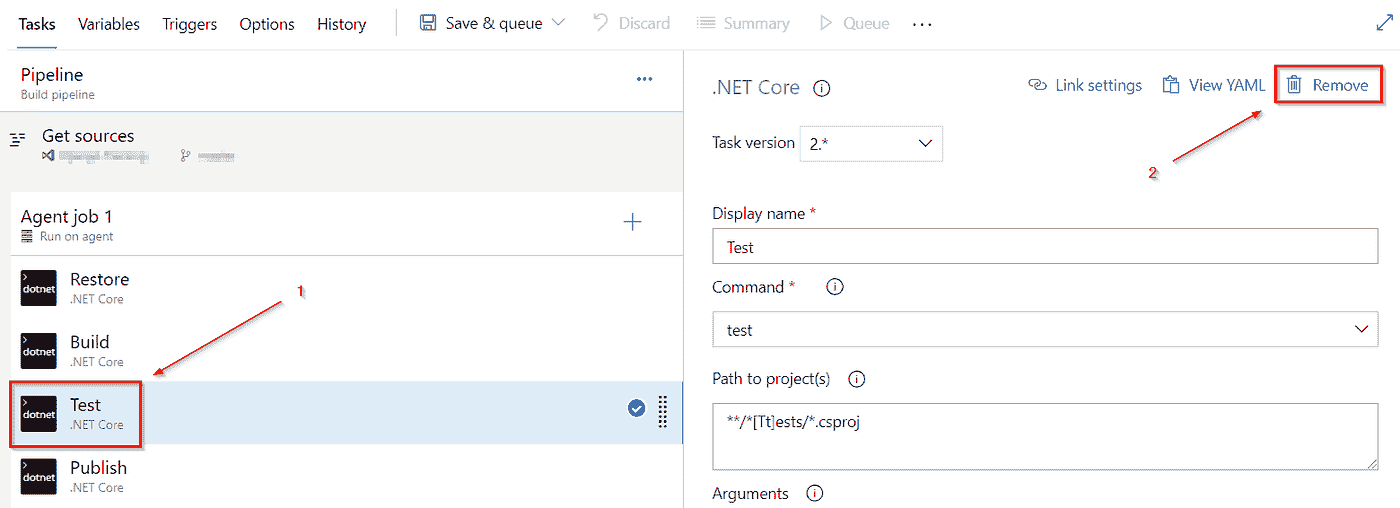 Tasks Variables Triggers Options History Save & queue Discard Summary Queue ...
Pipeline
Build pipeline
Get sources
Agent job 1
Run on agent
dotnet Restore
.NET Core
dotnet Build
.NET Core
dotnet Test
.NET Core
dotnet Publish
.NET Core
1
.NET Core Link settings View YAML Remove
2
Task version 2.*
Display name *
Test
Command *
test
Path to project(s)
**/*[Tt]ests/*.csproj
Arguments